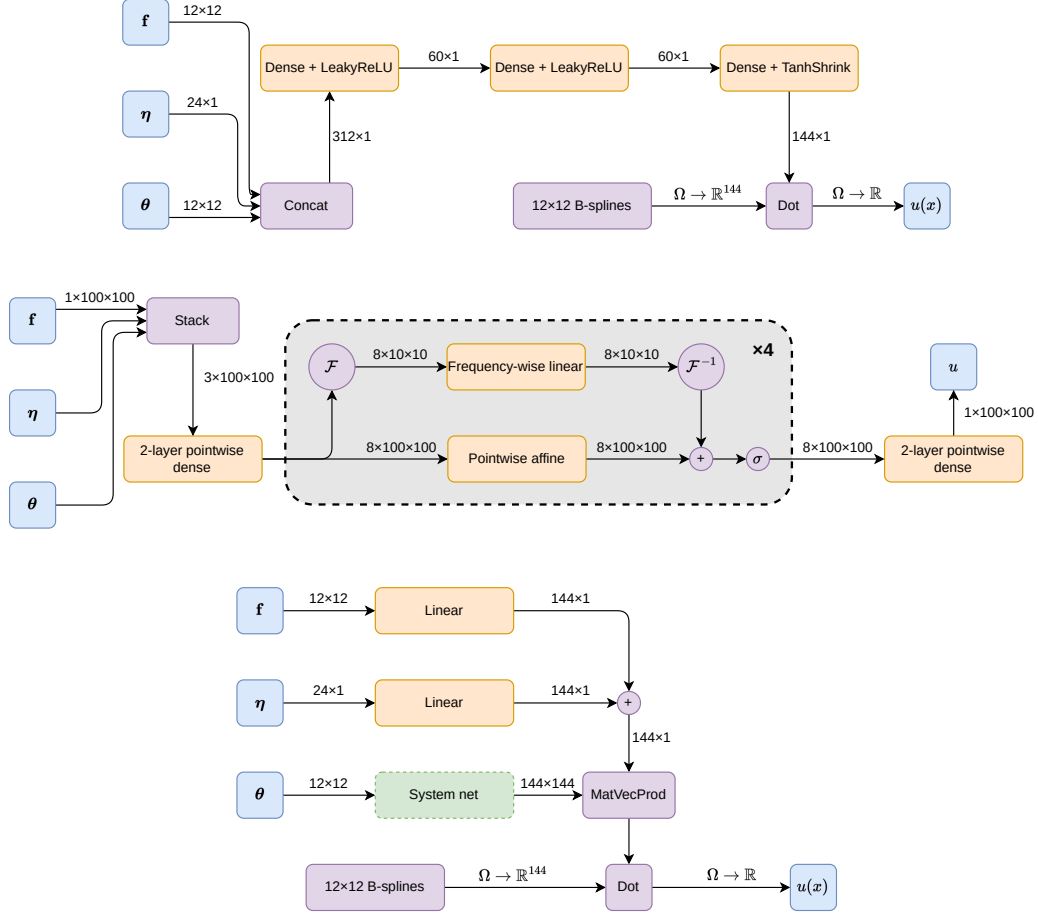 f
12×12
η
24×1
θ
12×12
Concat
312×1
Dense + LeakyReLU
60×1
Dense + LeakyReLU
60×1
Dense + TanhShrink
144×1
12×12 B-splines
Ω → ℝ¹⁴⁴
Dot
Ω → ℝ
u(x)
f
1×100×100
Stack
η
θ
3×100×100
2-layer pointwise
dense
ℱ
8×10×10
Frequency-wise linear
8×10×10
ℱ⁻¹
×4
8×100×100
Pointwise affine
8×100×100
+
σ
8×100×100
2-layer pointwise
dense
1×100×100
u
f
12×12
Linear
144×1
η
24×1
Linear
144×1
+
144×1
θ
12×12
System net
144×144
MatVecProd
12×12 B-splines
Ω → ℝ¹⁴⁴
Dot
Ω → ℝ
u(x)